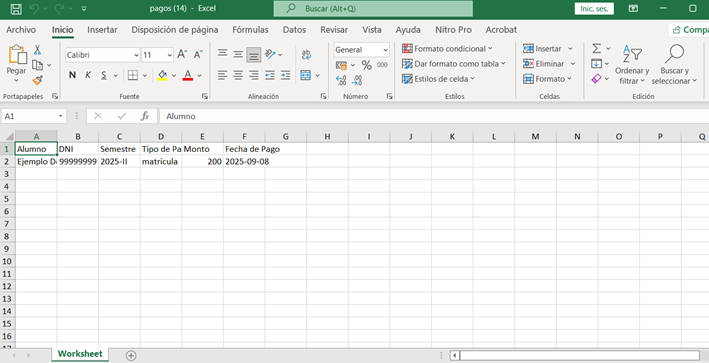 pagos (14) - Excel
Buscar (Alt+Q)
Inic. ses.
Archivo Inicio Insertar Disposición de página Fórmulas Datos Revisar Vista Ayuda Nitro Pro Acrobat
Pegar
Calibri 11
N K S
Portapapeles Fuente Alineación
General
% 000
Número
Formato condicional
Dar formato como tabla
Estilos de celda
Estilos
Insertar
Eliminar
Formato
Celdas
Ordenar y filtrar
Buscar y seleccionar
Edición
A1 fx Alumno
A B C D E F G H I J K L M N O P Q
1 Alumno DNI Semestre Tipo de Pa Monto Fecha de Pago
2 Ejemplo De 99999999 2025-II matricula 200 2025-09-08
3
4
5
6
7
8
9
10
11
12
13
14
15
16
Worksheet